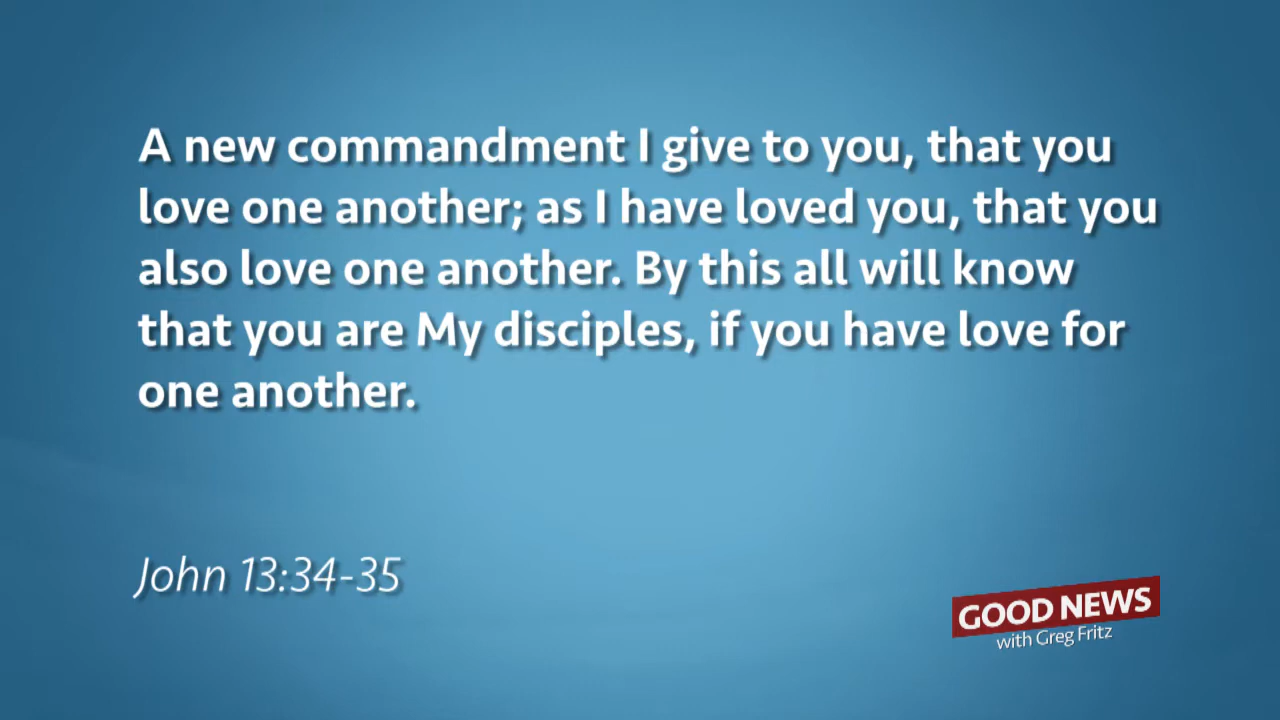 A new commandment I give to you, that you
love one another; as I have loved you, that you
also love one another. By this all will know
that you are My disciples, if you have love for
one another.
John 13:34-35
GOOD NEWS
with Greg Fritz